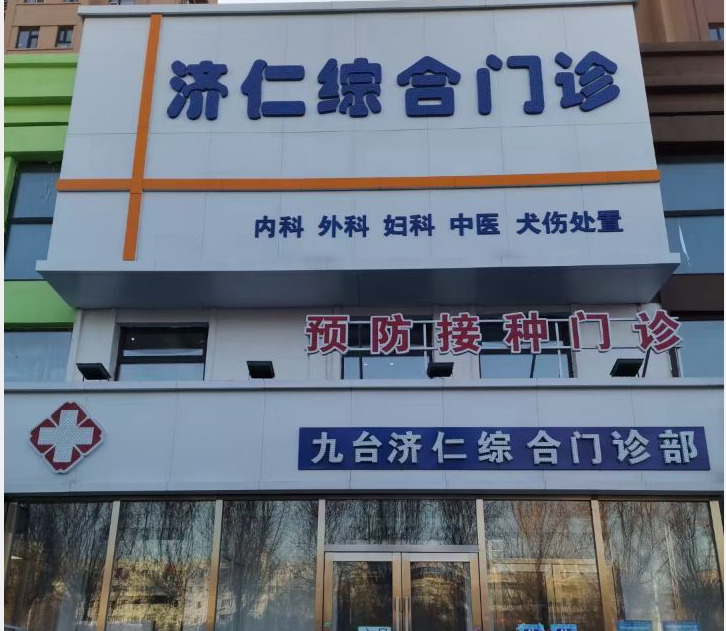 济仁综合门诊
内科 外科 妇科 中医 犬伤处置
预防接种门诊
九台济仁综合门诊部